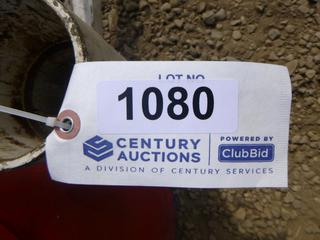 LOT NO.
1080
CENTURY
AUCTIONS
POWERED BY
ClubBid
A DIVISION OF CENTURY SERVICES